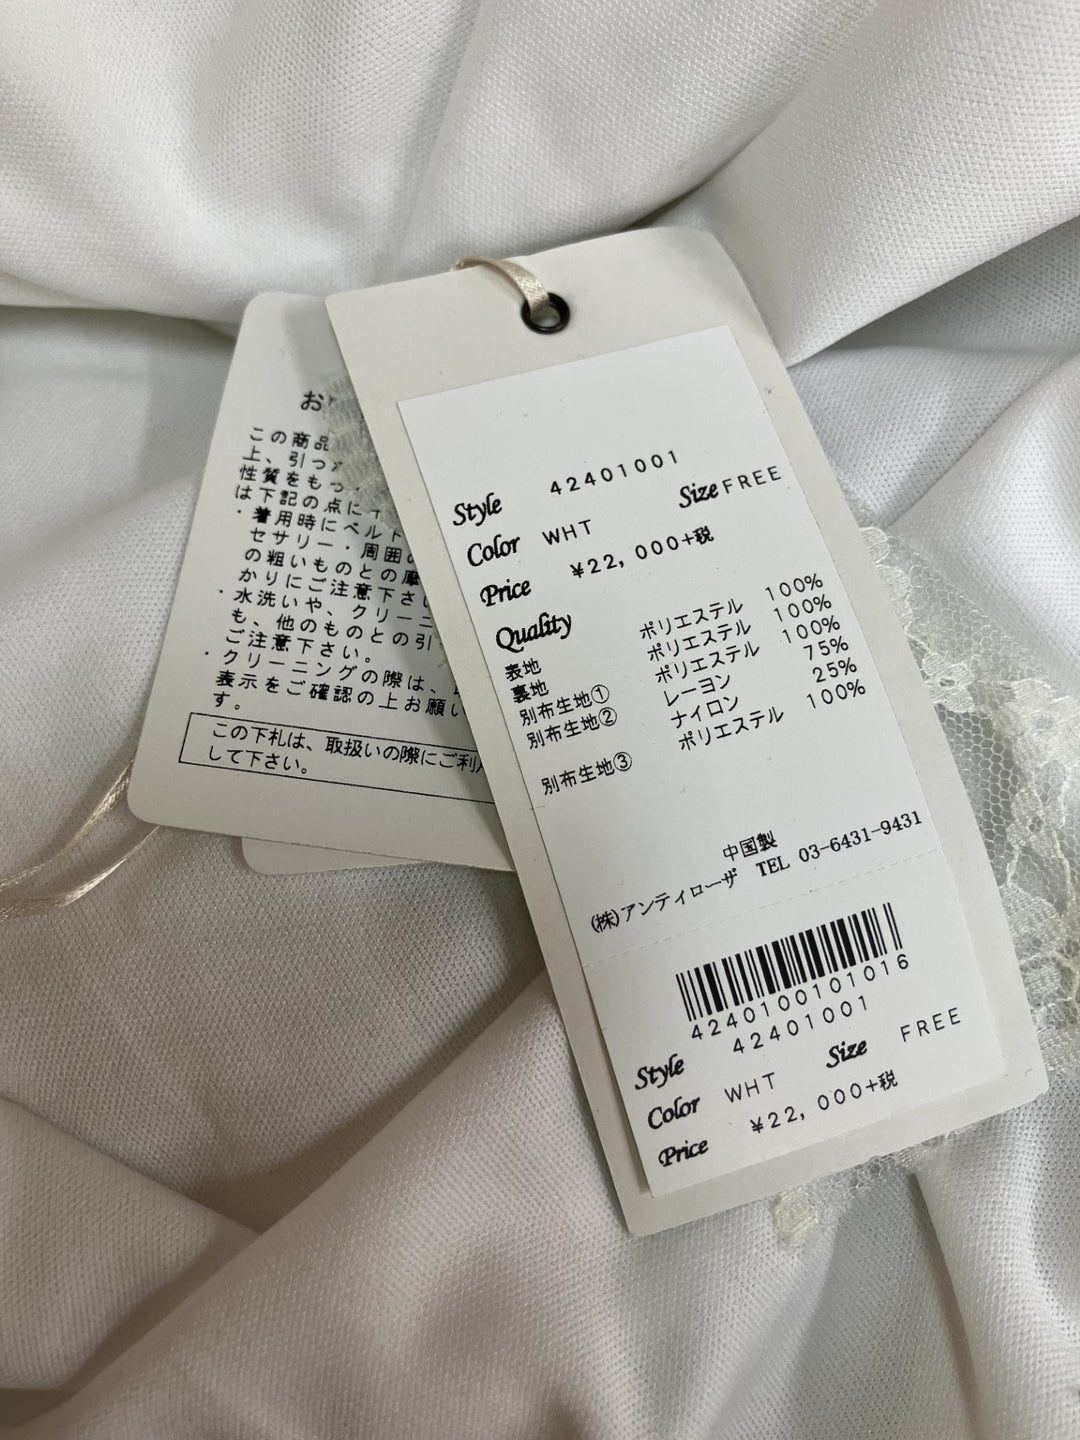 この商品
上、引っ
性質をもっ
は下記の点に
・着用時にベルト
セサリー・周囲の
の粗いものとの摩
かりにご注意下さい
・水洗いや、クリーニ
も、他のものとの引
ご注意下さい。
・クリーニングの際は、
表示をご確認の上お願い
す。
この下札は、取扱いの際にご利用
して下さい。
Style 42401001 Size FREE
Color WHT
Price ¥22,000+税
Quality
表地 ポリエステル 100%
裏地 ポリエステル 100%
別布生地① ポリエステル 100%
別布生地② レーヨン 75%
ナイロン 25%
別布生地③ ポリエステル 100%
中国製
(株)アンティローザ TEL 03-6431-9431
4240100101016
Style 42401001 Size FREE
Color WHT
Price ¥22,000+税